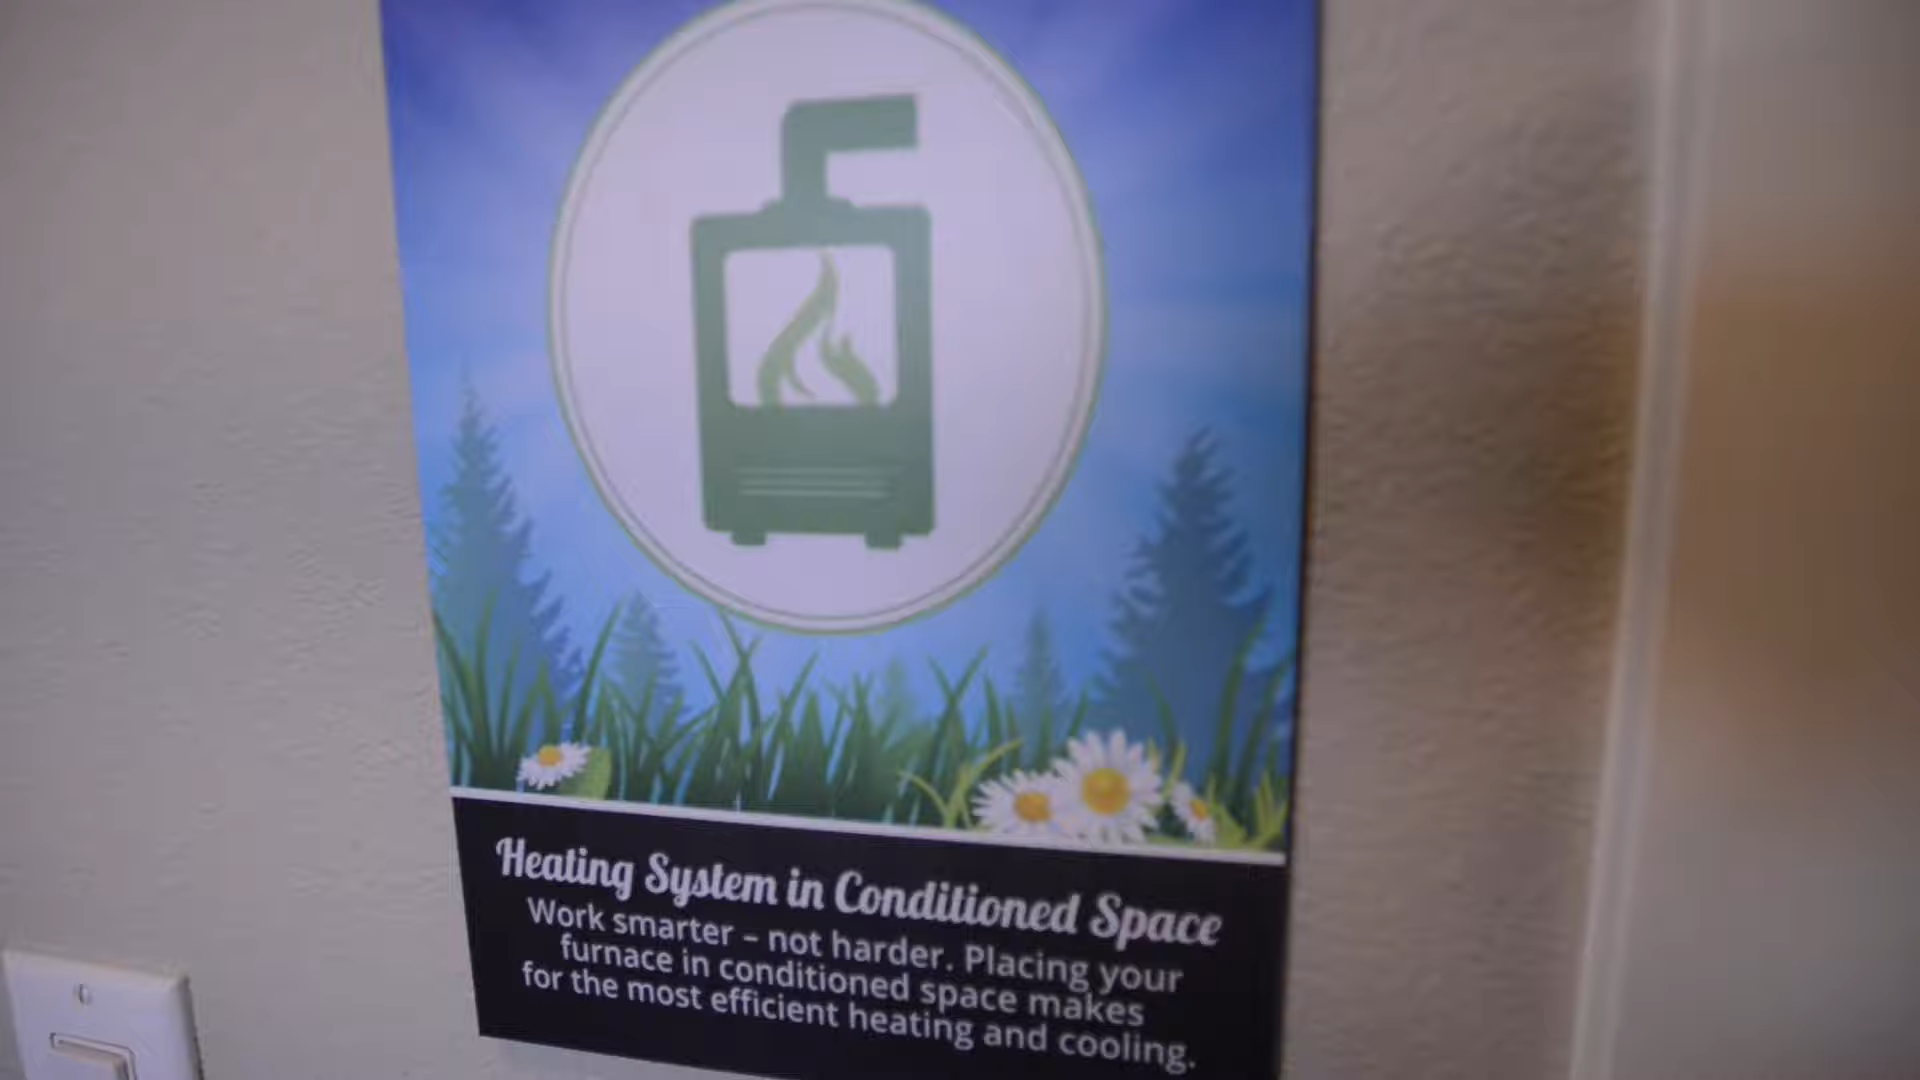 Heating System in Conditioned Space
Work smarter – not harder. Placing your
furnace in conditioned space makes
for the most efficient heating and cooling.